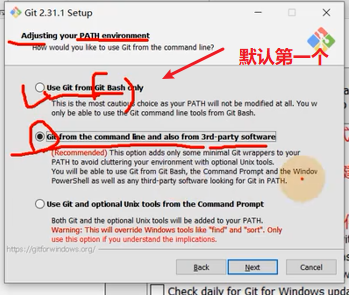 Git 2.31.1 Setup
Adjusting your PATH environment
How would you like to use Git from the command line?
默认第一个
Use Git from Git Bash only
This is the most cautious choice as your PATH will not be modified at all. You w
only be able to use the Git command line tools from Git Bash.
Git from the command line and also from 3rd-party software
(Recommended) This option adds only some minimal Git wrappers to your
PATH to avoid cluttering your environment with optional Unix tools.
You will be able to use Git from Git Bash, the Command Prompt and the Window
PowerShell as well as any third-party software looking for Git in PATH.
Use Git and optional Unix tools from the Command Prompt
Both Git and the optional Unix tools will be added to your PATH.
Warning: This will override Windows tools like "find" and "sort". Only
use this option if you understand the implications.
https://gitforwindows.org/
Back
Next
Cancel
Check daily for Git for Windows upda